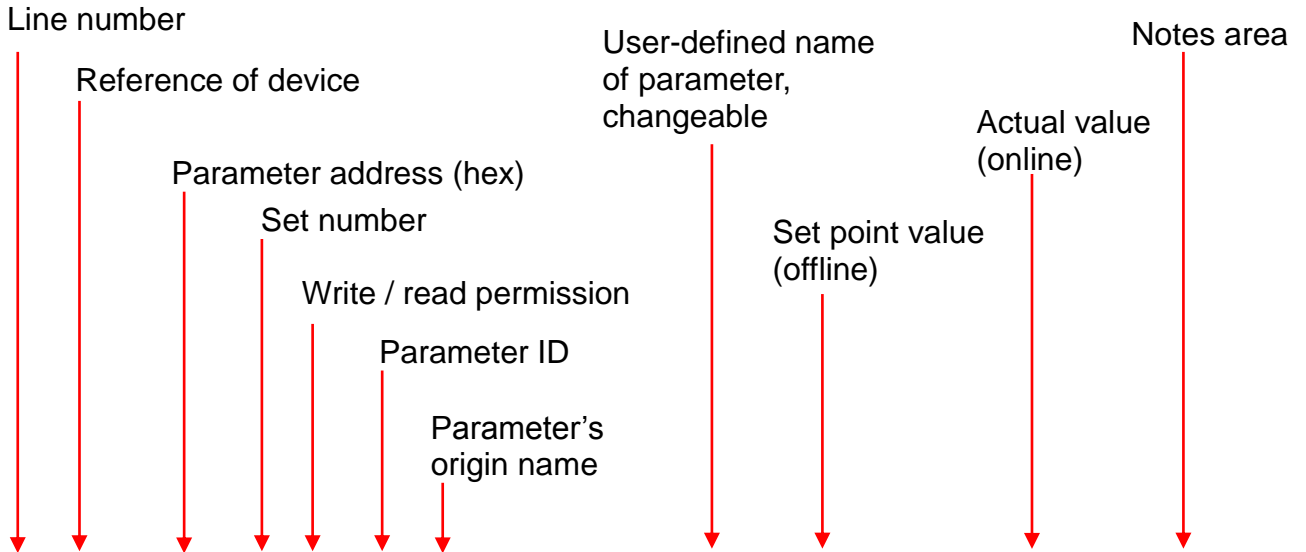 Line number
Reference of device
Parameter address (hex)
Set number
Write / read permission
Parameter ID
Parameter’s
origin name
User-defined name
of parameter,
changeable
Set point value
(offline)
Actual value
(online)
Notes area